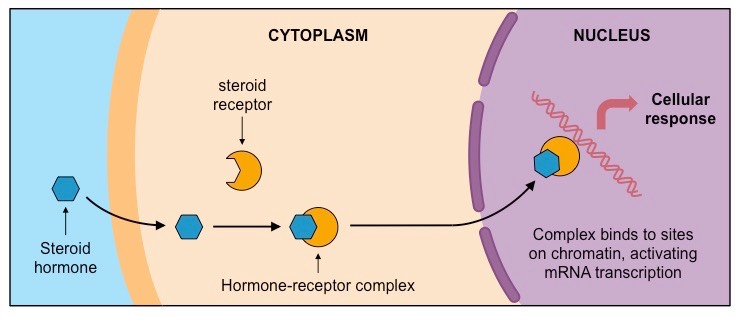 CYTOPLASM
NUCLEUS
steroid
receptor
Cellular
response
Steroid
hormone
Hormone-receptor complex
Complex binds to sites
on chromatin, activating
mRNA transcription